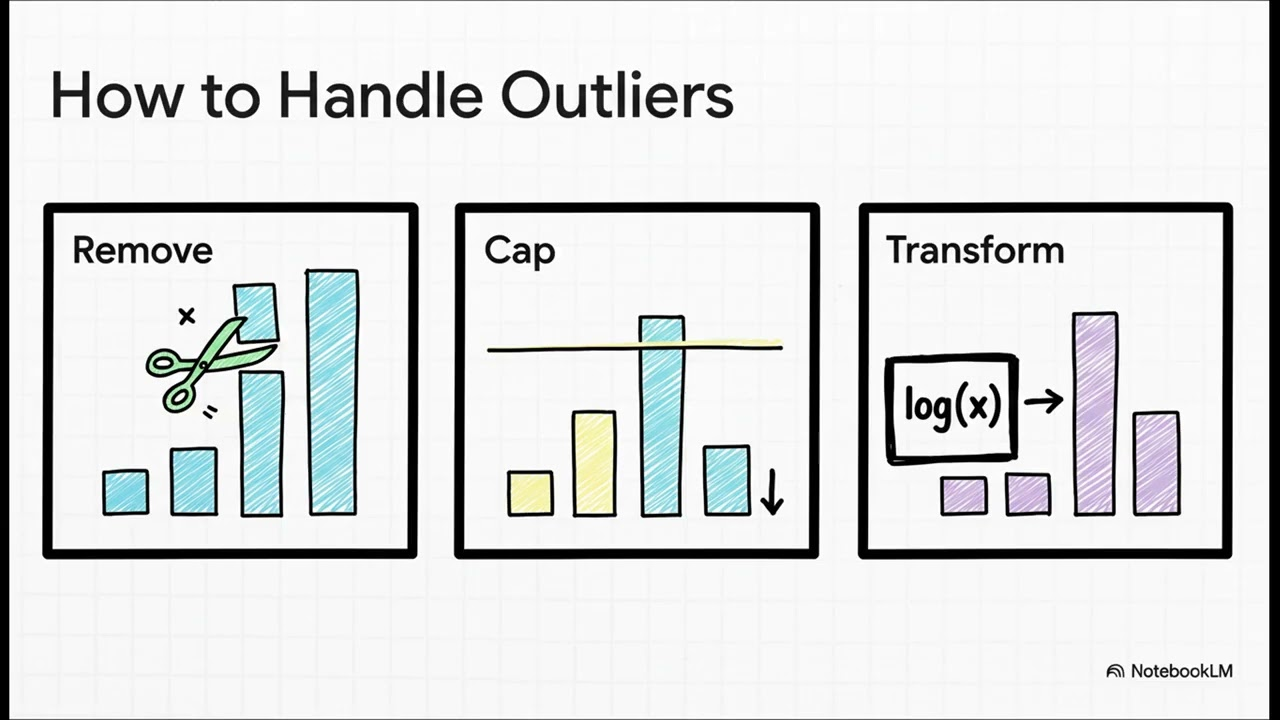 How to Handle Outliers
Remove
Cap
Transform
log(x)
NotebookLM